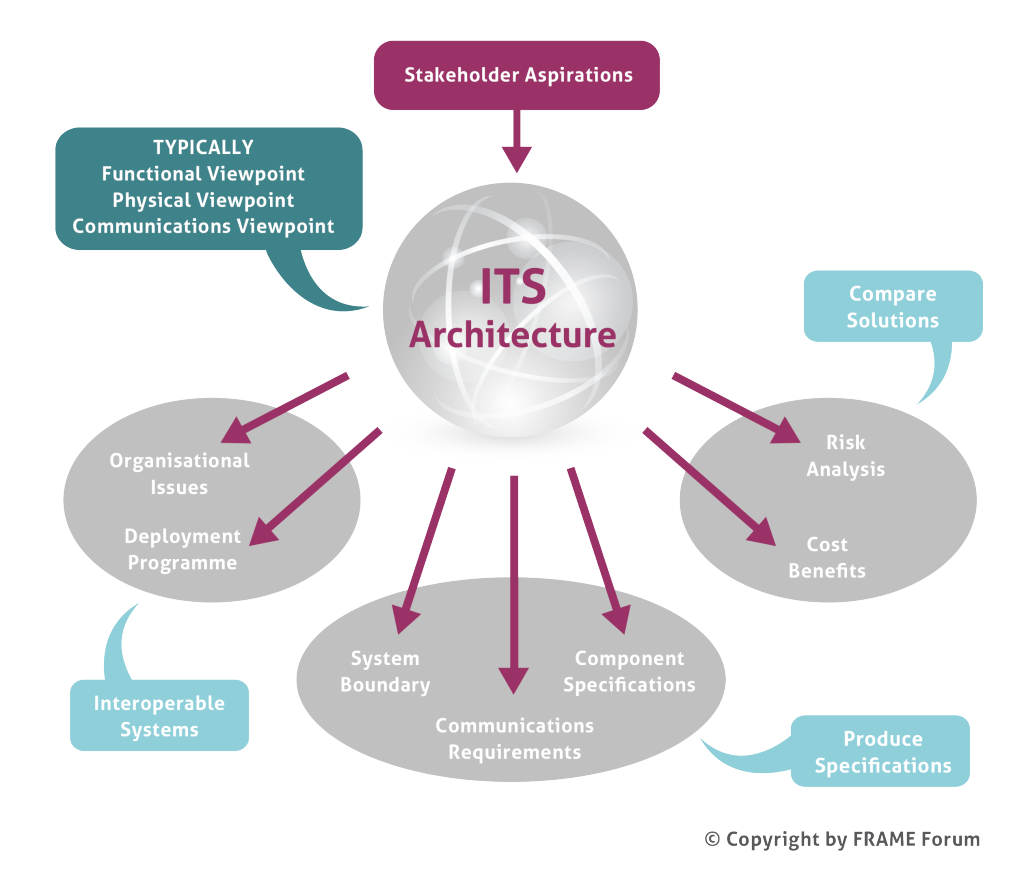 Stakeholder Aspirations
TYPICALLY
Functional Viewpoint
Physical Viewpoint
Communications Viewpoint
ITS
Architecture
Compare
Solutions
Organisational
Issues
Deployment
Programme
Risk
Analysis
Cost
Benefits
System
Boundary
Component
Specifications
Communications
Requirements
Interoperable
Systems
Produce
Specifications
© Copyright by FRAME Forum